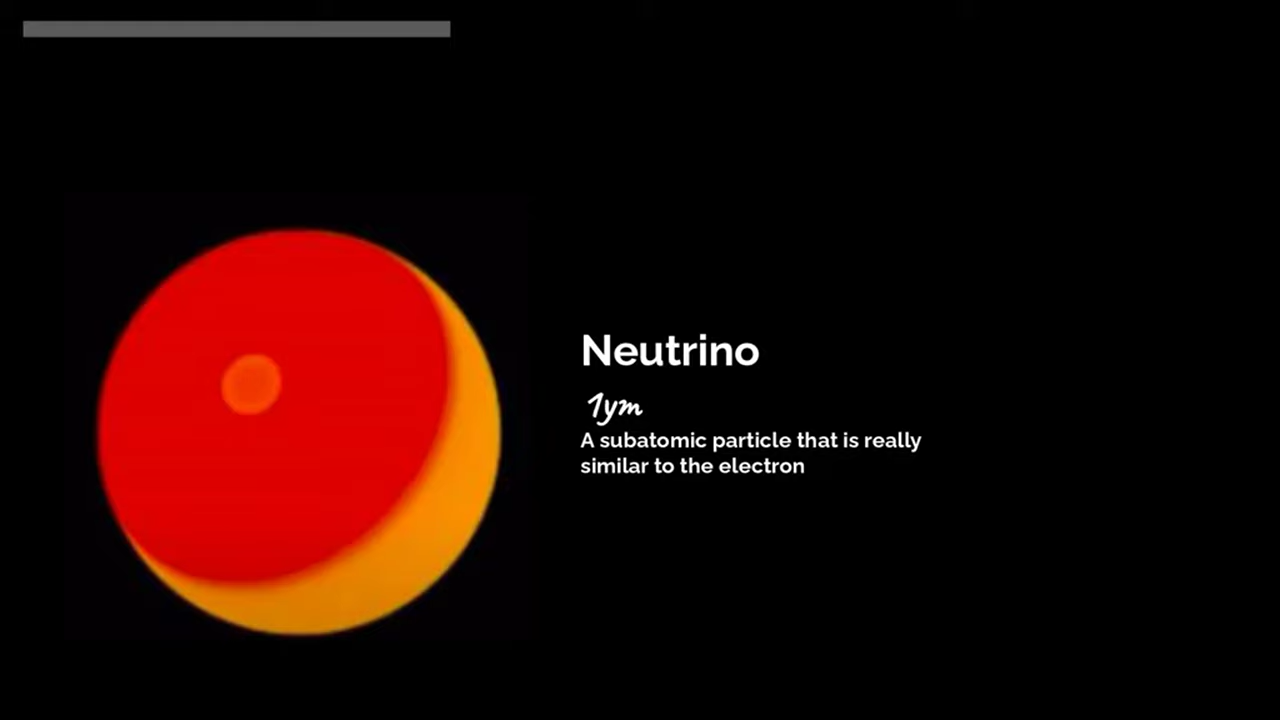 Neutrino
1ym
A subatomic particle that is really
similar to the electron